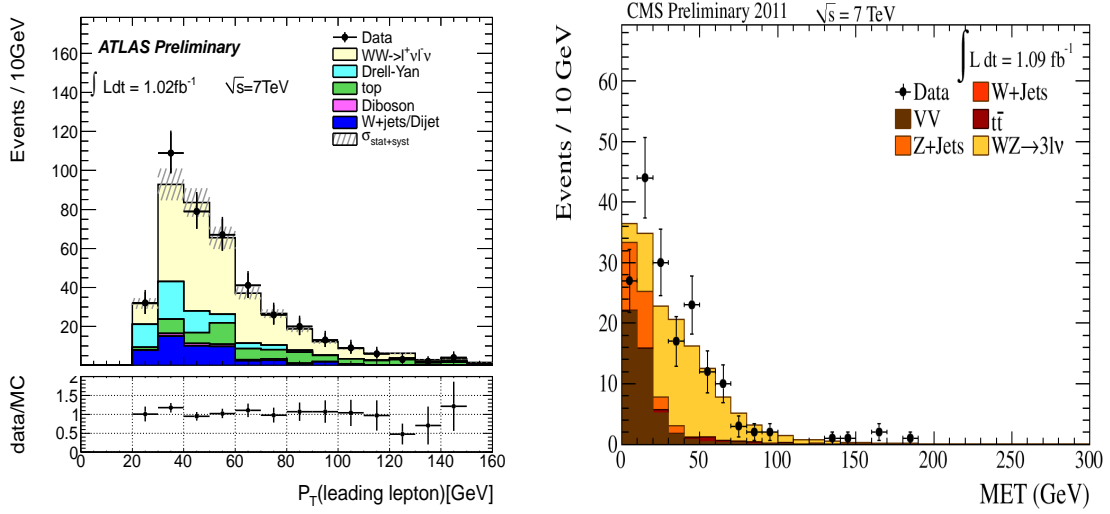 ATLAS Preliminary
∫ Ldt = 1.02fb⁻¹ √s=7TeV
Data
WW->l⁺νl⁻ν
Drell-Yan
top
Diboson
W+jets/Dijet
σstat+syst
Events / 10GeV
160
140
120
100
80
60
40
20
data/MC
1.5
1
0.5
0 20 40 60 80 100 120 140 160
P_T(leading lepton)[GeV]
CMS Preliminary 2011 √s = 7 TeV
∫ L dt = 1.09 fb⁻¹
Data W+Jets
VV tt̄
Z+Jets WZ→3lν
Events / 10 GeV
60
50
40
30
20
10
0
0 50 100 150 200 250 300
MET (GeV)